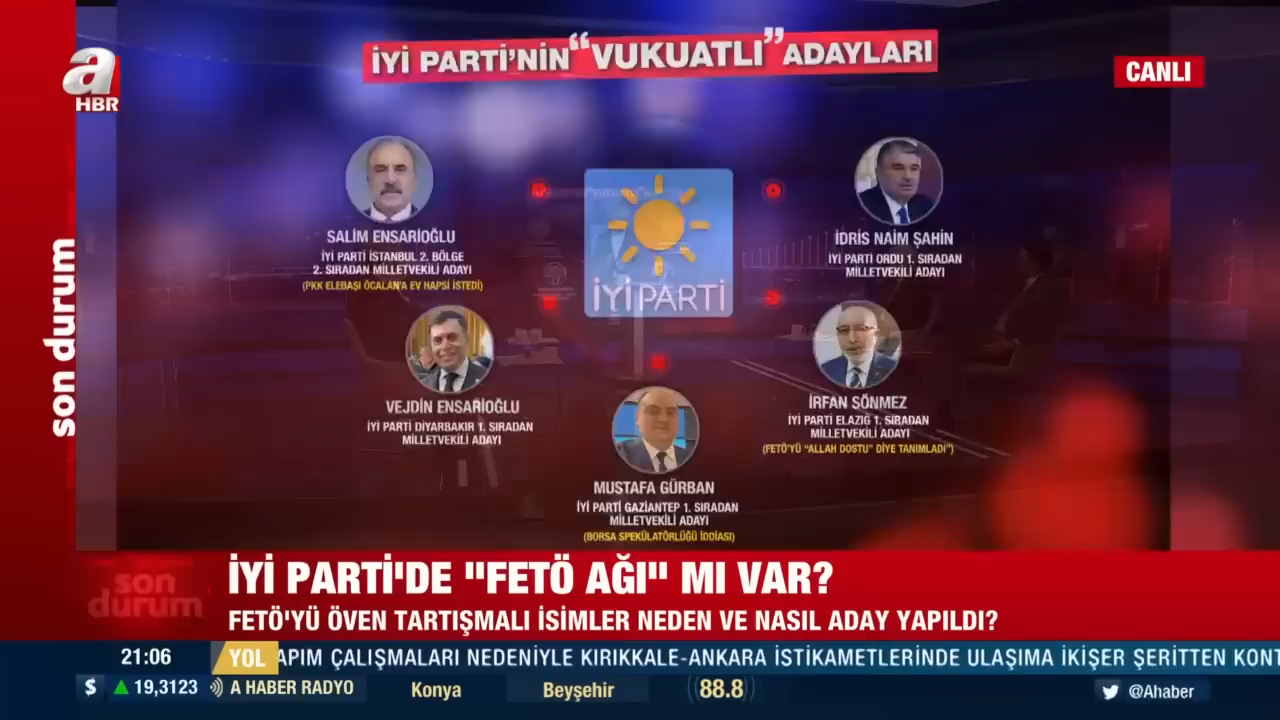 a
HBR
İYİ PARTİ'NİN "VUKUATLI" ADAYLARI
CANLI
son durum
SALİM ENSARİOĞLU
İYİ PARTİ İSTANBUL 2. BÖLGE
2. SIRADAN MİLLETVEKİLİ ADAYI
(PKK ELEBAŞI ÖCALAN'A EV HAPSİ İSTEDİ)
İYİ PARTİ
İDRİS NAİM ŞAHİN
İYİ PARTİ ORDU 1. SIRADAN
MİLLETVEKİLİ ADAYI
VEJDİN ENSARİOĞLU
İYİ PARTİ DİYARBAKIR 1. SIRADAN
MİLLETVEKİLİ ADAYI
İRFAN SÖNMEZ
İYİ PARTİ ELAZIĞ 1. SIRADAN
MİLLETVEKİLİ ADAYI
(FETÖ'YÜ "ALLAH DOSTU" DİYE TANIMLADI")
MUSTAFA GÜRBAN
İYİ PARTİ GAZİANTEP 1. SIRADAN
MİLLETVEKİLİ ADAYI
(BORSA SPEKÜLATÖRLÜĞÜ İDDİASI)
son
durum
İYİ PARTİ'DE "FETÖ AĞI" MI VAR?
FETÖ'YÜ ÖVEN TARTIŞMALI İSİMLER NEDEN VE NASIL ADAY YAPILDI?
21:06 YOL APIM ÇALIŞMALARI NEDENİYLE KIRIKKALE-ANKARA İSTİKAMETLERİNDE ULAŞIMA İKİŞER ŞERİTTEN KONT
$ 19,3123 A HABER RADYO Konya Beyşehir 88.8 @Ahaber